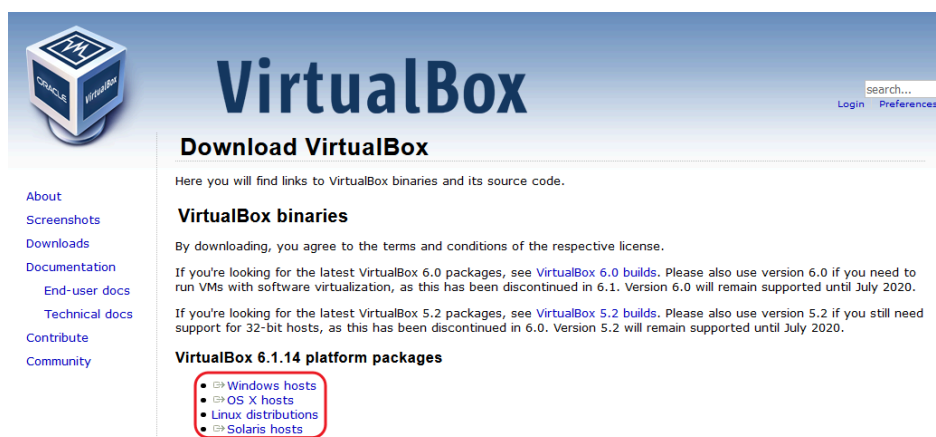 ORACLE
VirtualBox
VirtualBox
search...
Login Preferences
Download VirtualBox
Here you will find links to VirtualBox binaries and its source code.
About
Screenshots
Downloads
Documentation
End-user docs
Technical docs
Contribute
Community
VirtualBox binaries
By downloading, you agree to the terms and conditions of the respective license.
If you're looking for the latest VirtualBox 6.0 packages, see VirtualBox 6.0 builds. Please also use version 6.0 if you need to
run VMs with software virtualization, as this has been discontinued in 6.1. Version 6.0 will remain supported until July 2020.
If you're looking for the latest VirtualBox 5.2 packages, see VirtualBox 5.2 builds. Please also use version 5.2 if you still need
support for 32-bit hosts, as this has been discontinued in 6.0. Version 5.2 will remain supported until July 2020.
VirtualBox 6.1.14 platform packages
• Windows hosts
• OS X hosts
• Linux distributions
• Solaris hosts